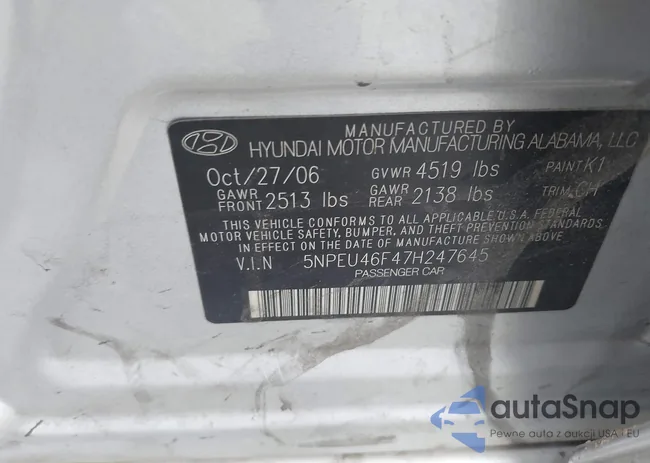 MANUFACTURED BY
HYUNDAI MOTOR MANUFACTURING ALABAMA, LLC
Oct/27/06 GVWR 4519 lbs PAINT K1
GAWR FRONT 2513 lbs GAWR REAR 2138 lbs TRIM CH
THIS VEHICLE CONFORMS TO ALL APPLICABLE U.S.A. FEDERAL
MOTOR VEHICLE SAFETY, BUMPER, AND THEFT PREVENTION STANDARDS
IN EFFECT ON THE DATE OF MANUFACTURE SHOWN ABOVE
V.I.N 5NPEU46F47H247645
PASSENGER CAR
autaSnap
Pewne auta z aukcji USA i EU